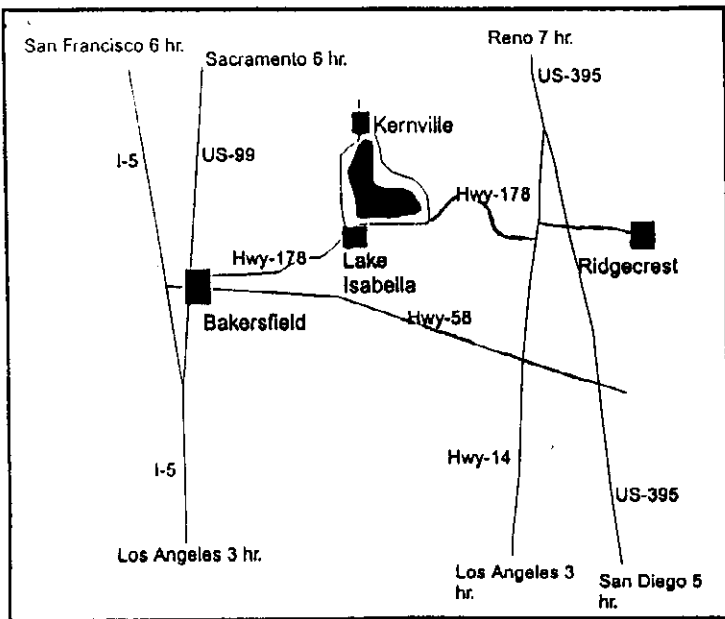 San Francisco 6 hr.
Sacramento 6 hr.
Reno 7 hr.
US-395
I-5
US-99
Kernville
Hwy-178
Hwy-178
Lake
Isabella
Ridgecrest
Bakersfield
Hwy-58
I-5
Hwy-14
US-395
Los Angeles 3 hr.
Los Angeles 3
hr.
San Diego 5
hr.